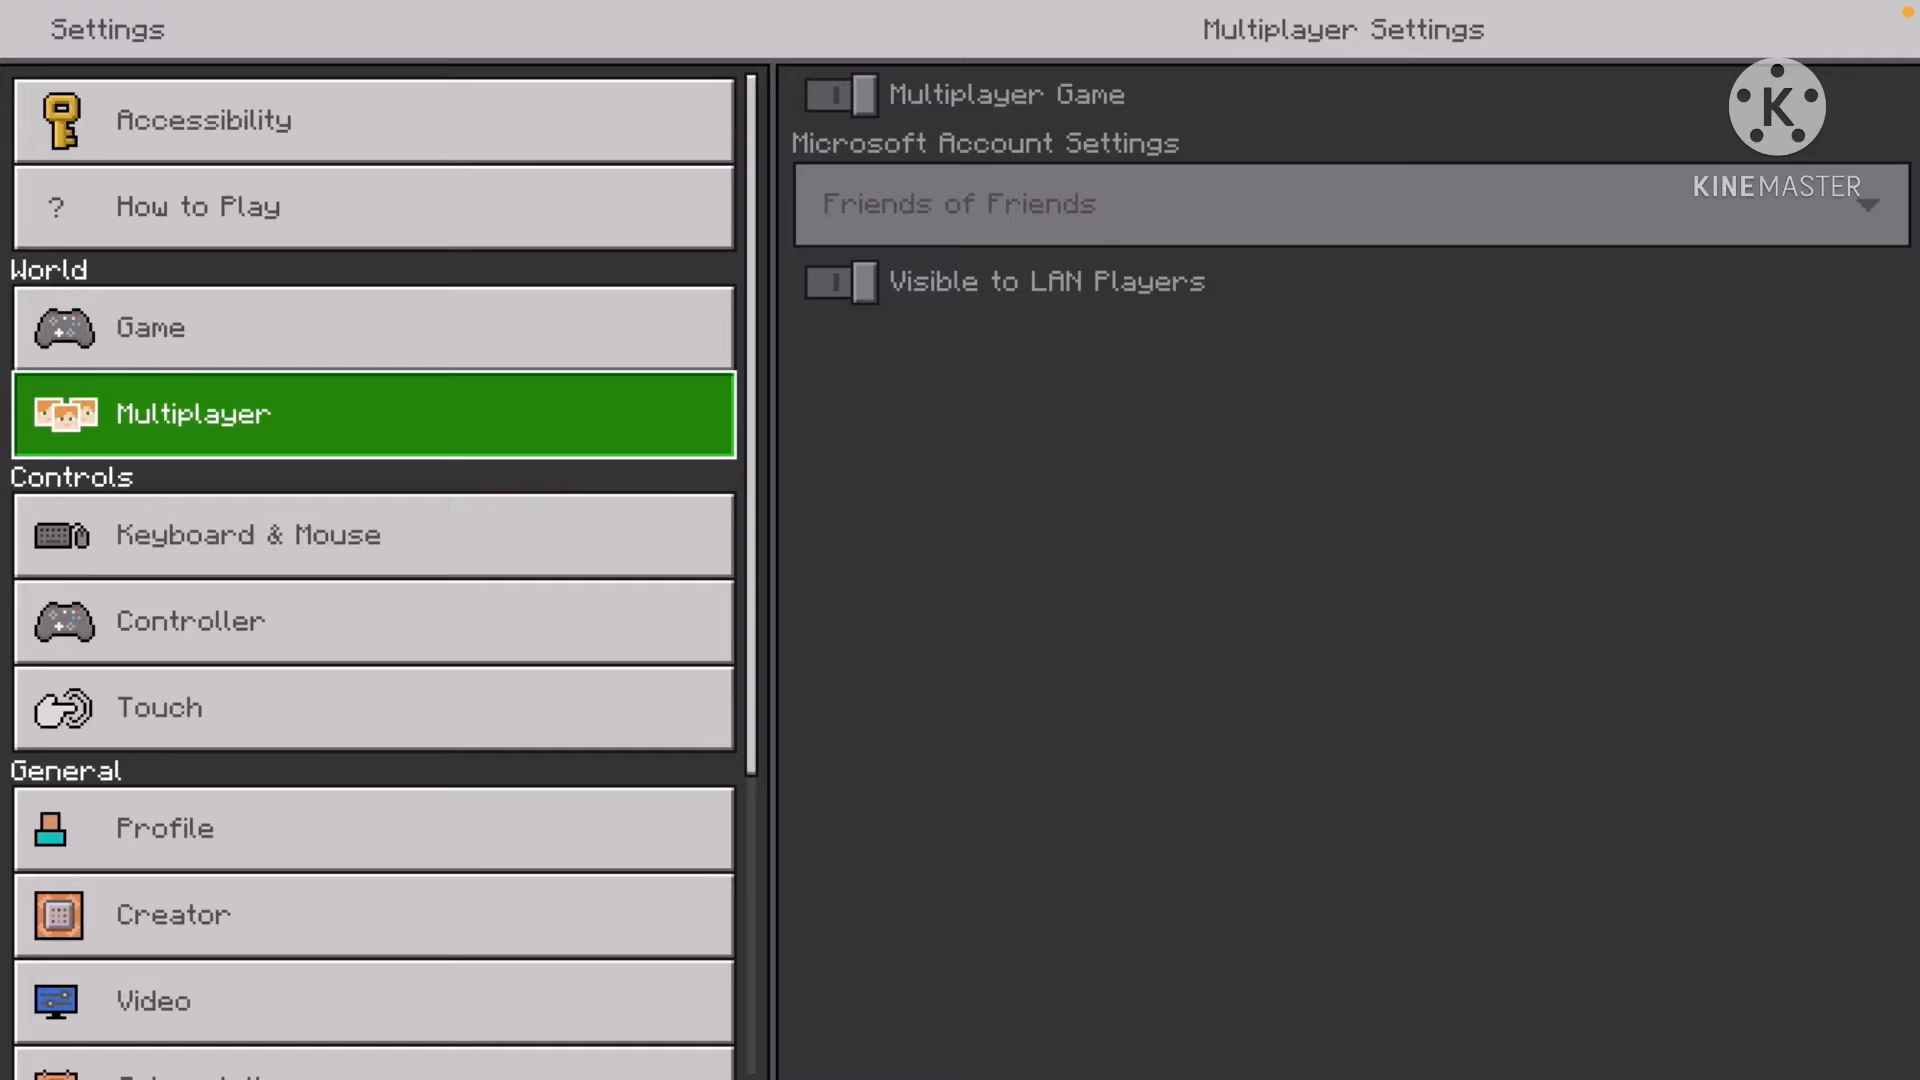 Settings
Multiplayer Settings
Accessibility
? How to Play
World
Game
Multiplayer
Controls
Keyboard & Mouse
Controller
Touch
General
Profile
Creator
Video
Multiplayer Game
Microsoft Account Settings
Friends of Friends
Visible to LAN Players
K
KINEMASTER